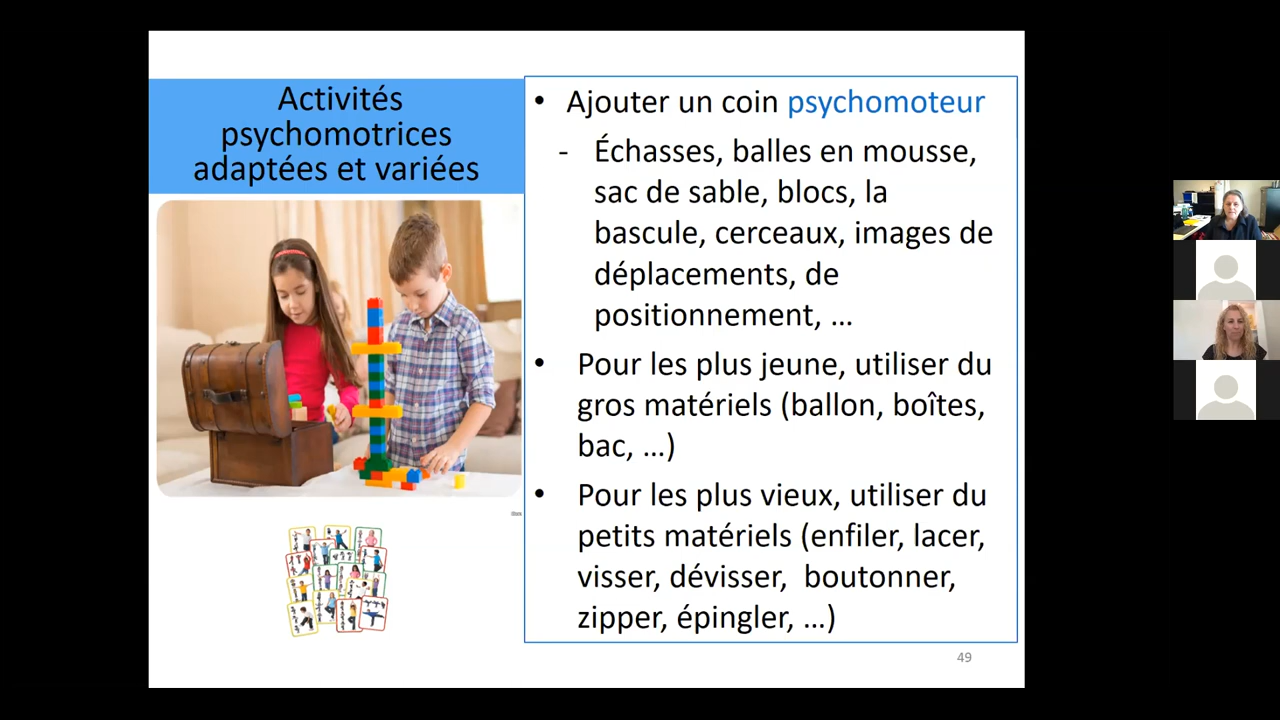 Activités
psychomotrices
adaptées et variées
• Ajouter un coin psychomoteur
- Échasses, balles en mousse,
sac de sable, blocs, la
bascule, cerceaux, images de
déplacements, de
positionnement, …
• Pour les plus jeune, utiliser du
gros matériels (ballon, boîtes,
bac, …)
• Pour les plus vieux, utiliser du
petits matériels (enfiler, lacer,
visser, dévisser,  boutonner,
zipper, épingler, …)
49